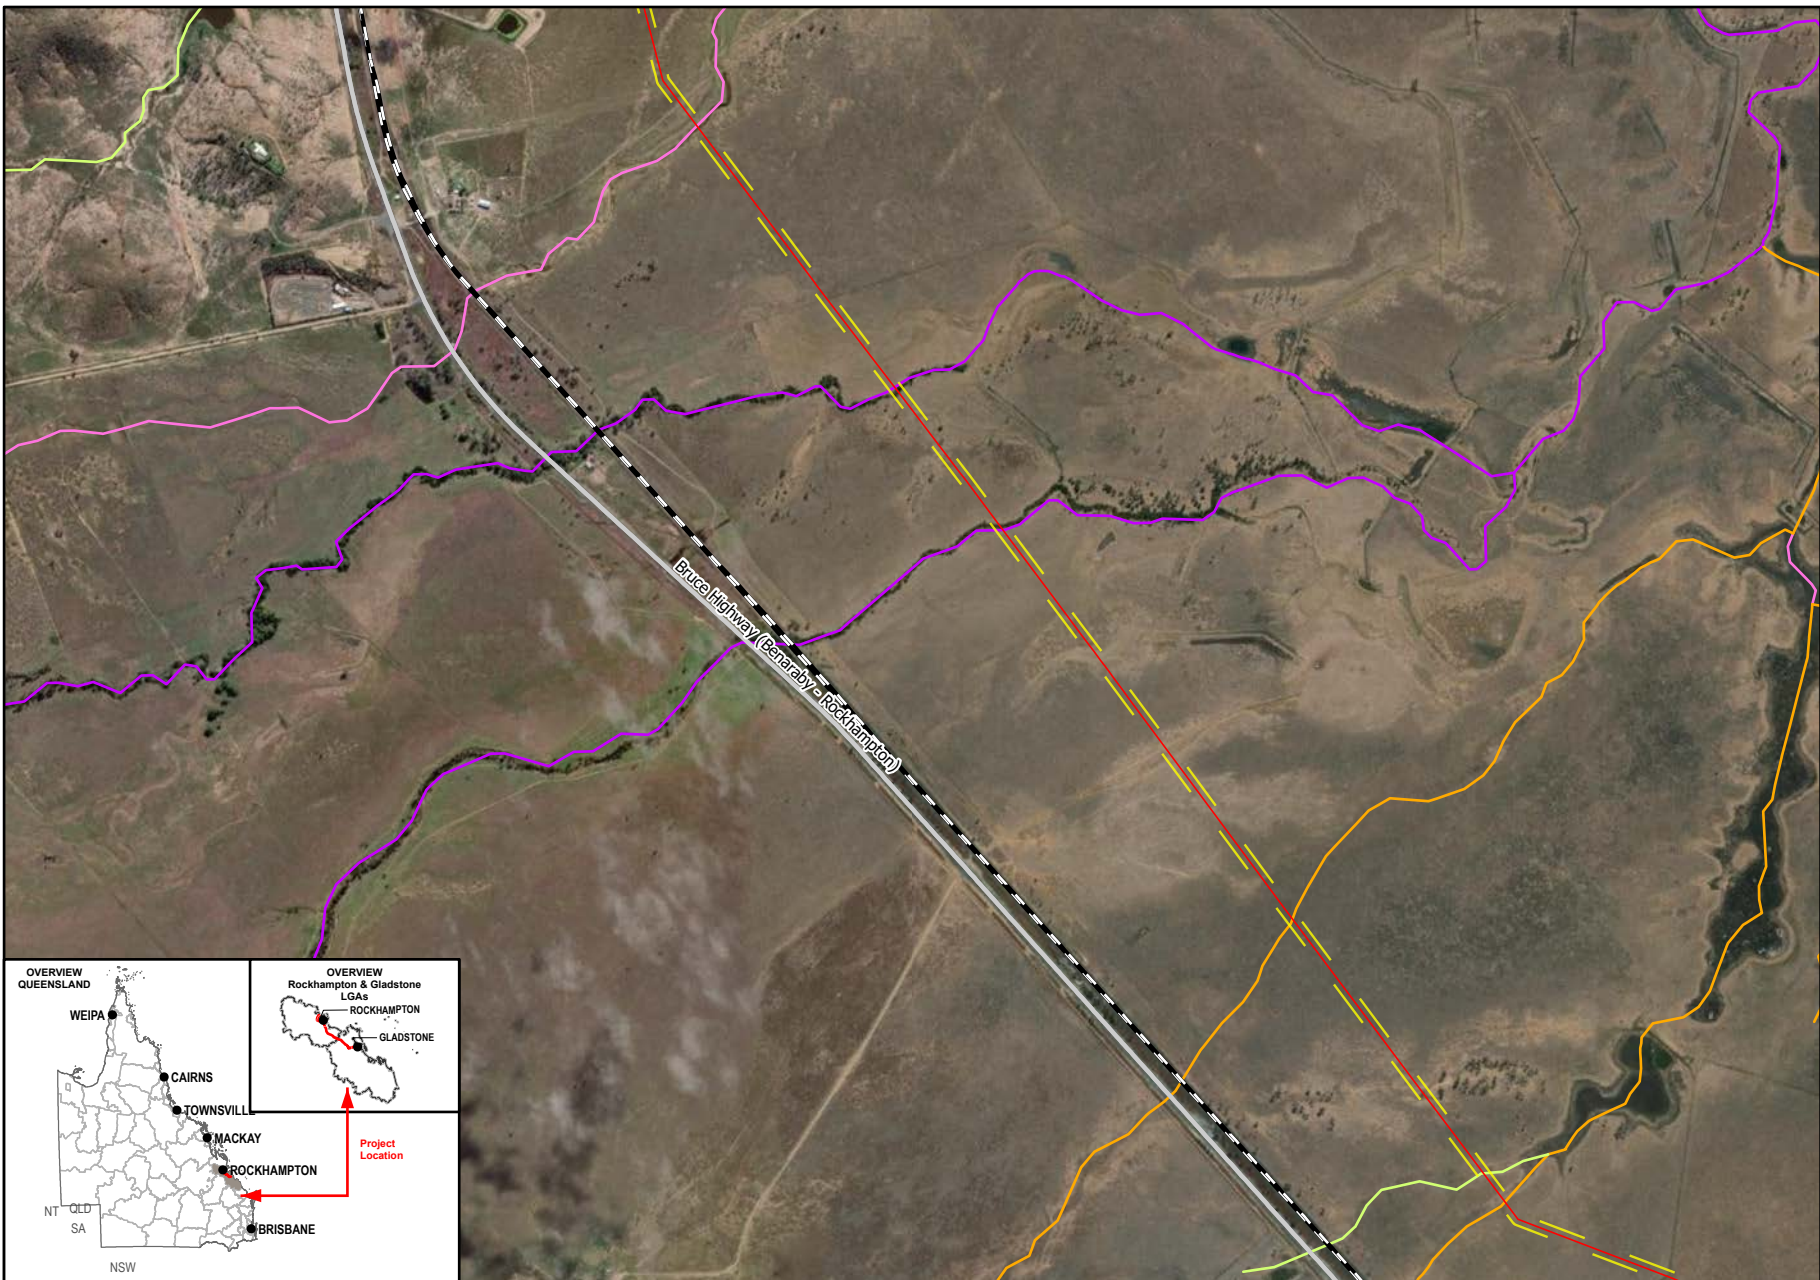 Bruce Highway (Benaraby - Rockhampton)
OVERVIEW
QUEENSLAND
WEIPA
CAIRNS
TOWNSVILLE
MACKAY
ROCKHAMPTON
BRISBANE
NT
QLD
SA
NSW
OVERVIEW
Rockhampton & Gladstone
LGAs
ROCKHAMPTON
GLADSTONE
Project
Location